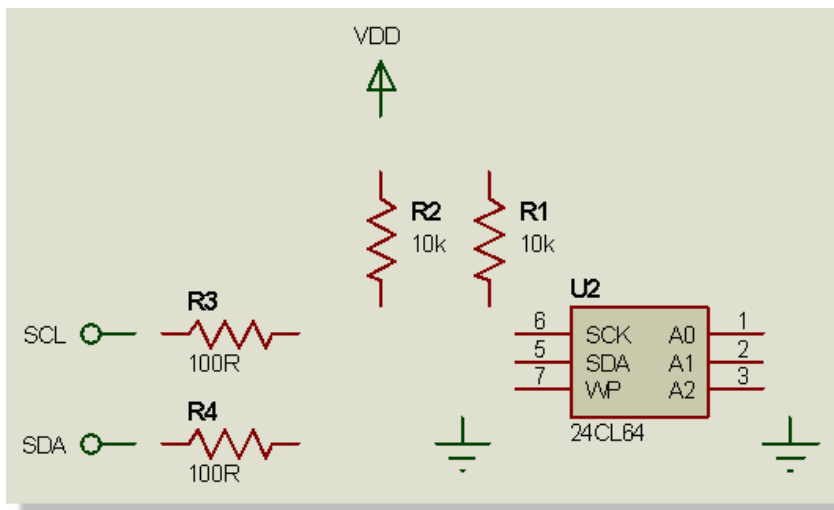 VDD
R2
10k
R1
10k
U2
R3
SCL
100R
R4
SDA
100R
6 SCK A0 1
5 SDA A1 2
7 WP A2 3
24CL64